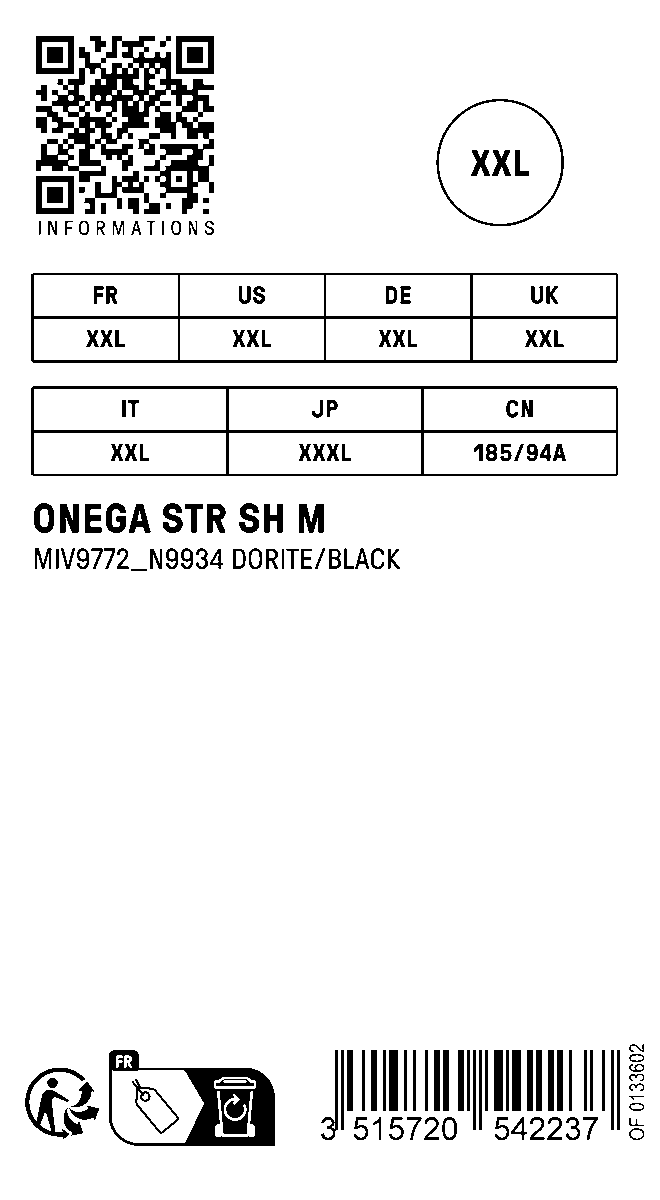 INFORMATIONS
XXL
FR US DE UK
XXL XXL XXL XXL
IT JP CN
XXL XXXL 185/94A
ONEGA STR SH M
MIV9772_N9934 DORITE/BLACK
FR
3 515720 542237
OF 0133602